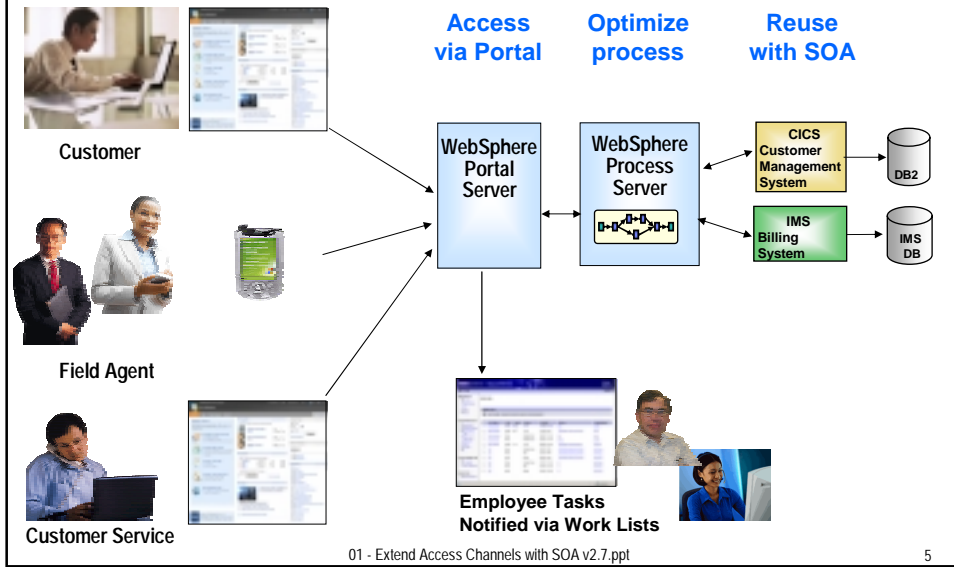 Access
via Portal
Optimize
process
Reuse
with SOA
Customer
WebSphere
Portal
Server
WebSphere
Process
Server
CICS
Customer
Management
System
DB2
IMS
Billing
System
IMS
DB
Field Agent
Customer Service
Employee Tasks
Notified via Work Lists
01 - Extend Access Channels with SOA v2.7.ppt
5